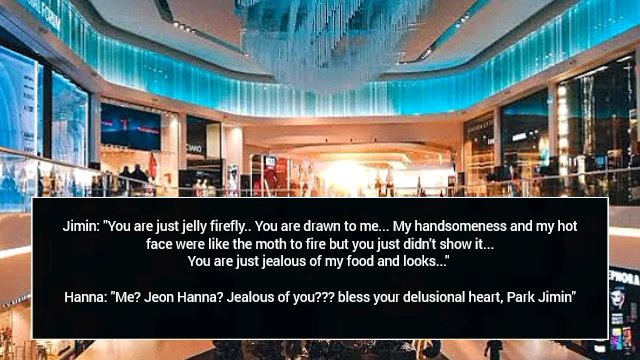 Jimin: "You are just jelly firefly.. You are drawn to me... My handsomeness and my hot
face were like the moth to fire but you just didn't show it...
You are just jealous of my food and looks..."
Hanna: "Me? Jeon Hanna? Jealous of you??? bless your delusional heart, Park Jimin"